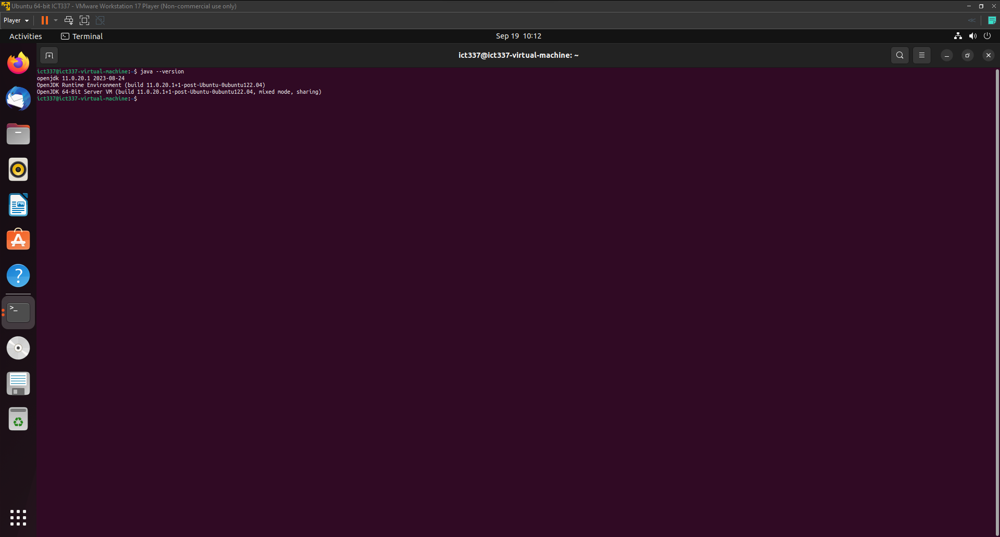 Ubuntu 64-bit ICT337 - VMware Workstation 17 Player (Non-commercial use only)
Player
Activities
Terminal
Sep 19 10:12
ict337@ict337-virtual-machine: ~
ict337@ict337-virtual-machine:~$ java --version
openjdk 11.0.20.1 2023-08-24
OpenJDK Runtime Environment (build 11.0.20.1+1-post-Ubuntu-0ubuntu122.04)
OpenJDK 64-Bit Server VM (build 11.0.20.1+1-post-Ubuntu-0ubuntu122.04, mixed mode, sharing)
ict337@ict337-virtual-machine:~$